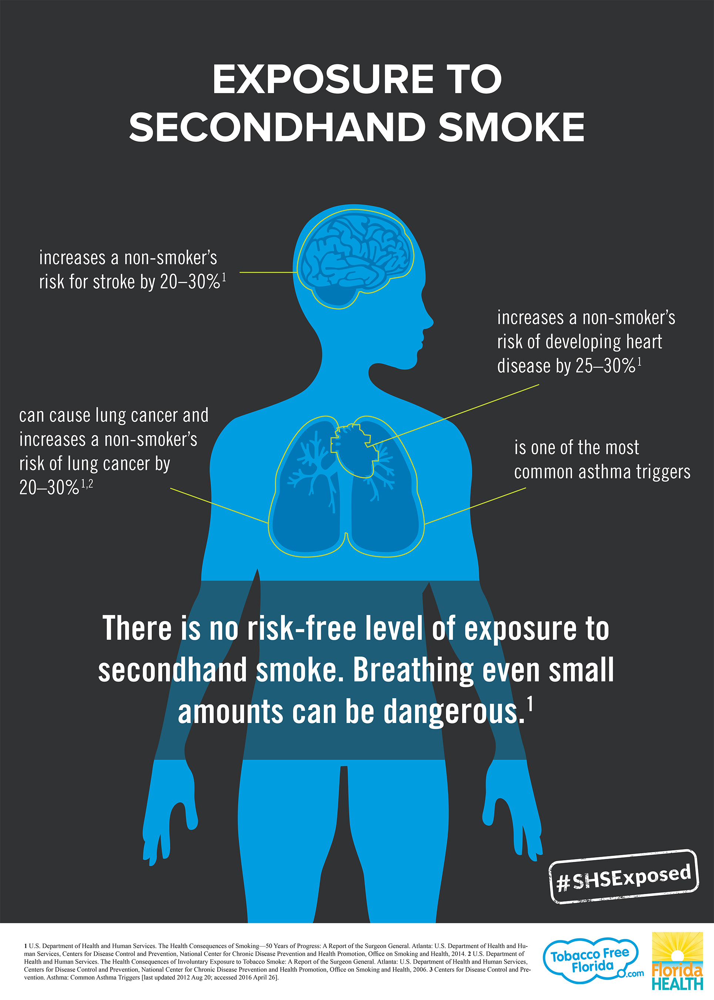 EXPOSURE TO
SECONDHAND SMOKE
increases a non-smoker’s
risk for stroke by 20–30%¹
increases a non-smoker’s
risk of developing heart
disease by 25–30%¹
can cause lung cancer and
increases a non-smoker’s
risk of lung cancer by
20–30%¹,²
is one of the most
common asthma triggers
There is no risk-free level of exposure to
secondhand smoke. Breathing even small
amounts can be dangerous.¹
#SHSExposed
1 U.S. Department of Health and Human Services. The Health Consequences of Smoking—50 Years of Progress: A Report of the Surgeon General. Atlanta: U.S. Department of Health and Hu-
man Services, Centers for Disease Control and Prevention, National Center for Chronic Disease Prevention and Health Promotion, Office on Smoking and Health, 2014. 2 U.S. Department of
Health and Human Services. The Health Consequences of Involuntary Exposure to Tobacco Smoke: A Report of the Surgeon General. Atlanta: U.S. Department of Health and Human Services,
Centers for Disease Control and Prevention, National Center for Chronic Disease Prevention and Health Promotion, Office on Smoking and Health, 2006. 3 Centers for Disease Control and Pre-
vention. Asthma: Common Asthma Triggers [last updated 2012 Aug 20; accessed 2016 April 26].
Tobacco Free
Florida
.com
Florida
HEALTH